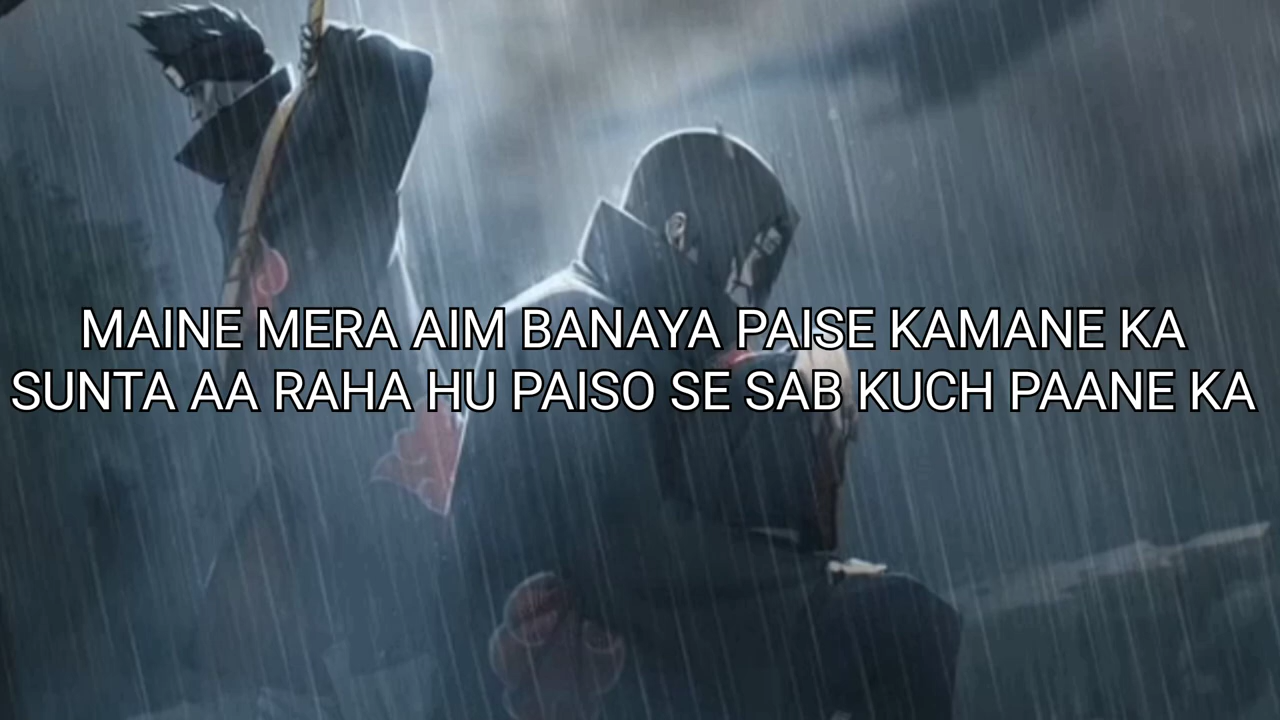 MAINE MERA AIM BANAYA PAISE KAMANE KA
SUNTA AA RAHA HU PAISO SE SAB KUCH PAANE KA